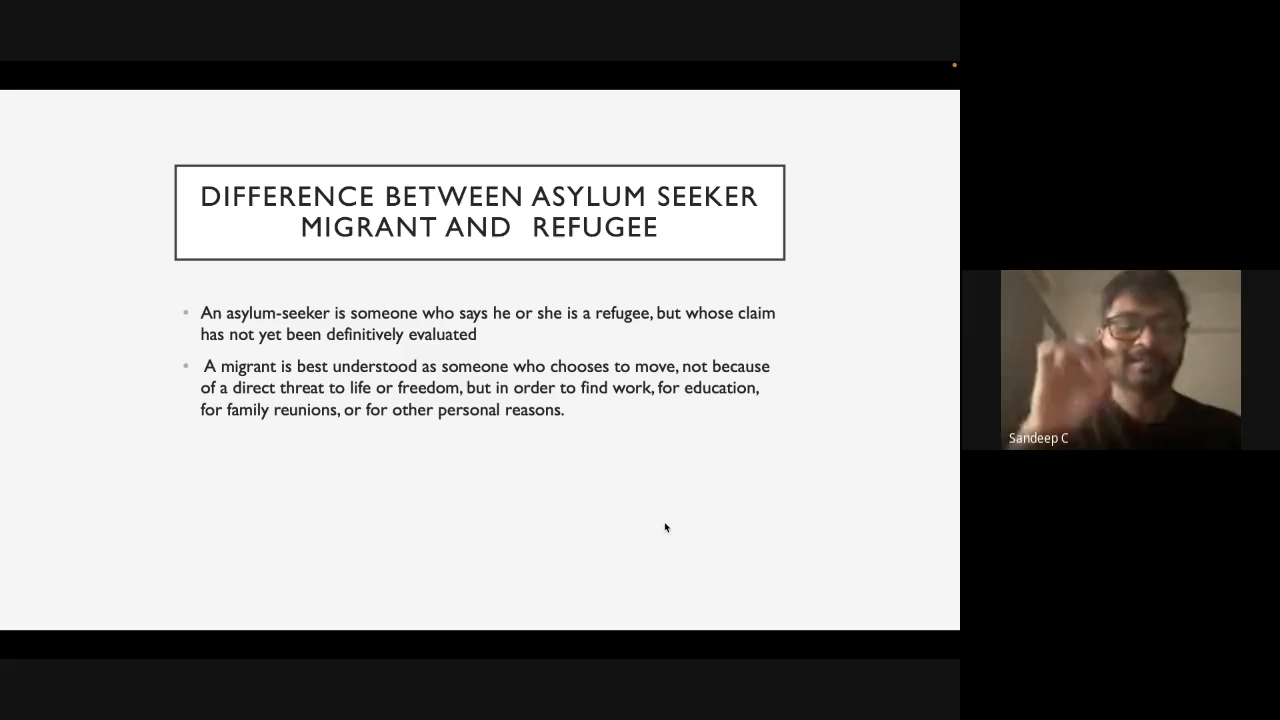 DIFFERENCE BETWEEN ASYLUM SEEKER
MIGRANT AND REFUGEE
• An asylum-seeker is someone who says he or she is a refugee, but whose claim
has not yet been definitively evaluated
• A migrant is best understood as someone who chooses to move, not because
of a direct threat to life or freedom, but in order to find work, for education,
for family reunions, or for other personal reasons.
Sandeep C